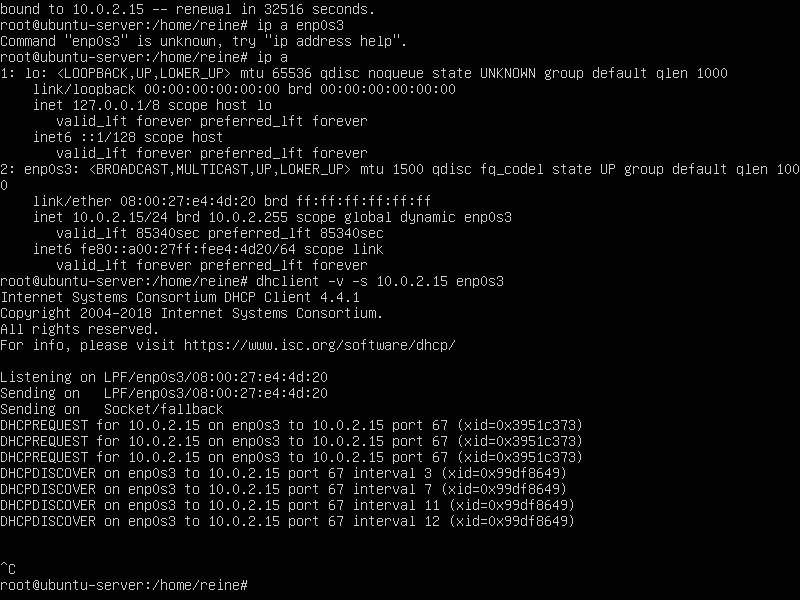 bound to 10.0.2.15 -- renewal in 32516 seconds.
root@ubuntu-server:/home/reine# ip a enp0s3
Command "enp0s3" is unknown, try "ip address help".
root@ubuntu-server:/home/reine# ip a
1: lo: <LOOPBACK,UP,LOWER_UP> mtu 65536 qdisc noqueue state UNKNOWN group default qlen 1000
    link/loopback 00:00:00:00:00:00 brd 00:00:00:00:00:00
    inet 127.0.0.1/8 scope host lo
       valid_lft forever preferred_lft forever
    inet6 ::1/128 scope host
       valid_lft forever preferred_lft forever
2: enp0s3: <BROADCAST,MULTICAST,UP,LOWER_UP> mtu 1500 qdisc fq_codel state UP group default qlen 100
0
    link/ether 08:00:27:e4:4d:20 brd ff:ff:ff:ff:ff:ff
    inet 10.0.2.15/24 brd 10.0.2.255 scope global dynamic enp0s3
       valid_lft 85340sec preferred_lft 85340sec
    inet6 fe80::a00:27ff:fee4:4d20/64 scope link
       valid_lft forever preferred_lft forever
root@ubuntu-server:/home/reine# dhclient -v -s 10.0.2.15 enp0s3
Internet Systems Consortium DHCP Client 4.4.1
Copyright 2004-2018 Internet Systems Consortium.
All rights reserved.
For info, please visit https://www.isc.org/software/dhcp/

Listening on LPF/enp0s3/08:00:27:e4:4d:20
Sending on   LPF/enp0s3/08:00:27:e4:4d:20
Sending on   Socket/fallback
DHCPREQUEST for 10.0.2.15 on enp0s3 to 10.0.2.15 port 67 (xid=0x3951c373)
DHCPREQUEST for 10.0.2.15 on enp0s3 to 10.0.2.15 port 67 (xid=0x3951c373)
DHCPREQUEST for 10.0.2.15 on enp0s3 to 10.0.2.15 port 67 (xid=0x3951c373)
DHCPDISCOVER on enp0s3 to 10.0.2.15 port 67 interval 3 (xid=0x99df8649)
DHCPDISCOVER on enp0s3 to 10.0.2.15 port 67 interval 7 (xid=0x99df8649)
DHCPDISCOVER on enp0s3 to 10.0.2.15 port 67 interval 11 (xid=0x99df8649)
DHCPDISCOVER on enp0s3 to 10.0.2.15 port 67 interval 12 (xid=0x99df8649)

^C
root@ubuntu-server:/home/reine#